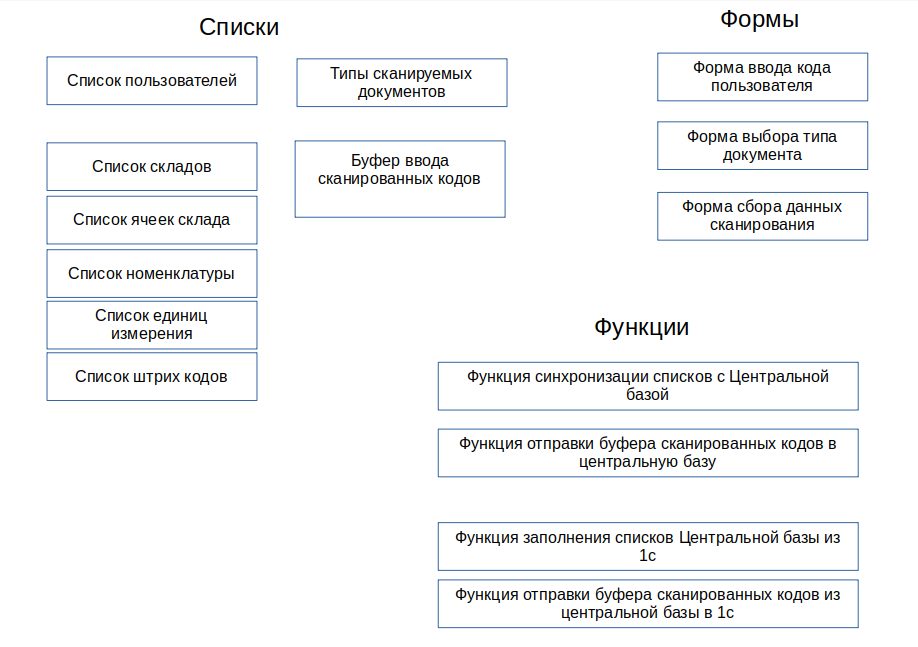 Списки
Список пользователей
Типы сканируемых
документов
Список складов
Буфер ввода
сканированных кодов
Список ячеек склада
Список номенклатуры
Список единиц
измерения
Список штрих кодов
Формы
Форма ввода кода
пользователя
Форма выбора типа
документа
Форма сбора данных
сканирования
Функции
Функция синхронизации списков с Центральной
базой
Функция отправки буфера сканированных кодов в
центральную базу
Функция заполнения списков Центральной базы из
1с
Функция отправки буфера сканированных кодов из
центральной базы в 1с